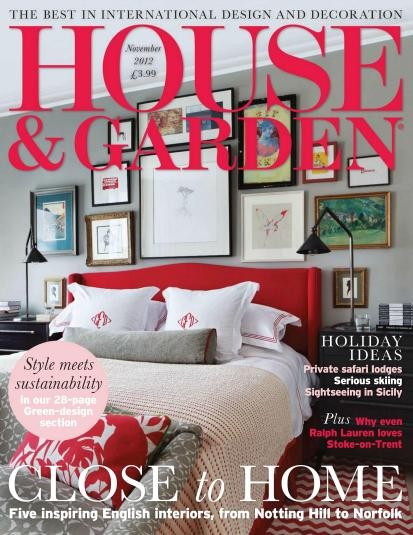 THE BEST IN INTERNATIONAL DESIGN AND DECORATION
HOUSE
November
2012
£3.99
& GARDEN
HOLIDAY
IDEAS
Private safari lodges
Serious skiing
Sightseeing in Sicily
Style meets
sustainability
In our 28-page
Green-design
section
Plus Why even
Ralph Lauren loves
Stoke-on-Trent
CLOSE to HOME
Five inspiring English interiors, from Notting Hill to Norfolk